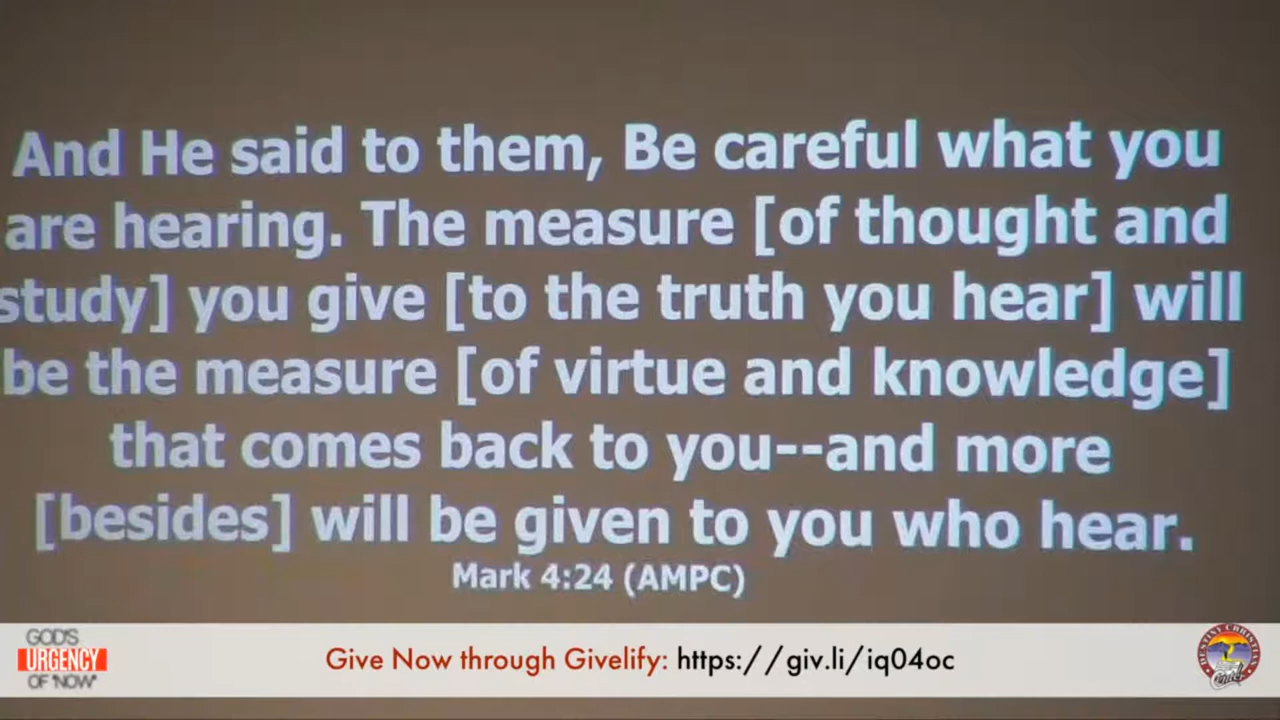 And He said to them, Be careful what you
are hearing. The measure [of thought and
study] you give [to the truth you hear] will
be the measure [of virtue and knowledge]
that comes back to you--and more
[besides] will be given to you who hear.
Mark 4:24 (AMPC)
GOD'S
URGENCY
OF "NOW"
Give Now through Givelify: https://giv.li/iq04oc
DESTINY CHRISTIAN